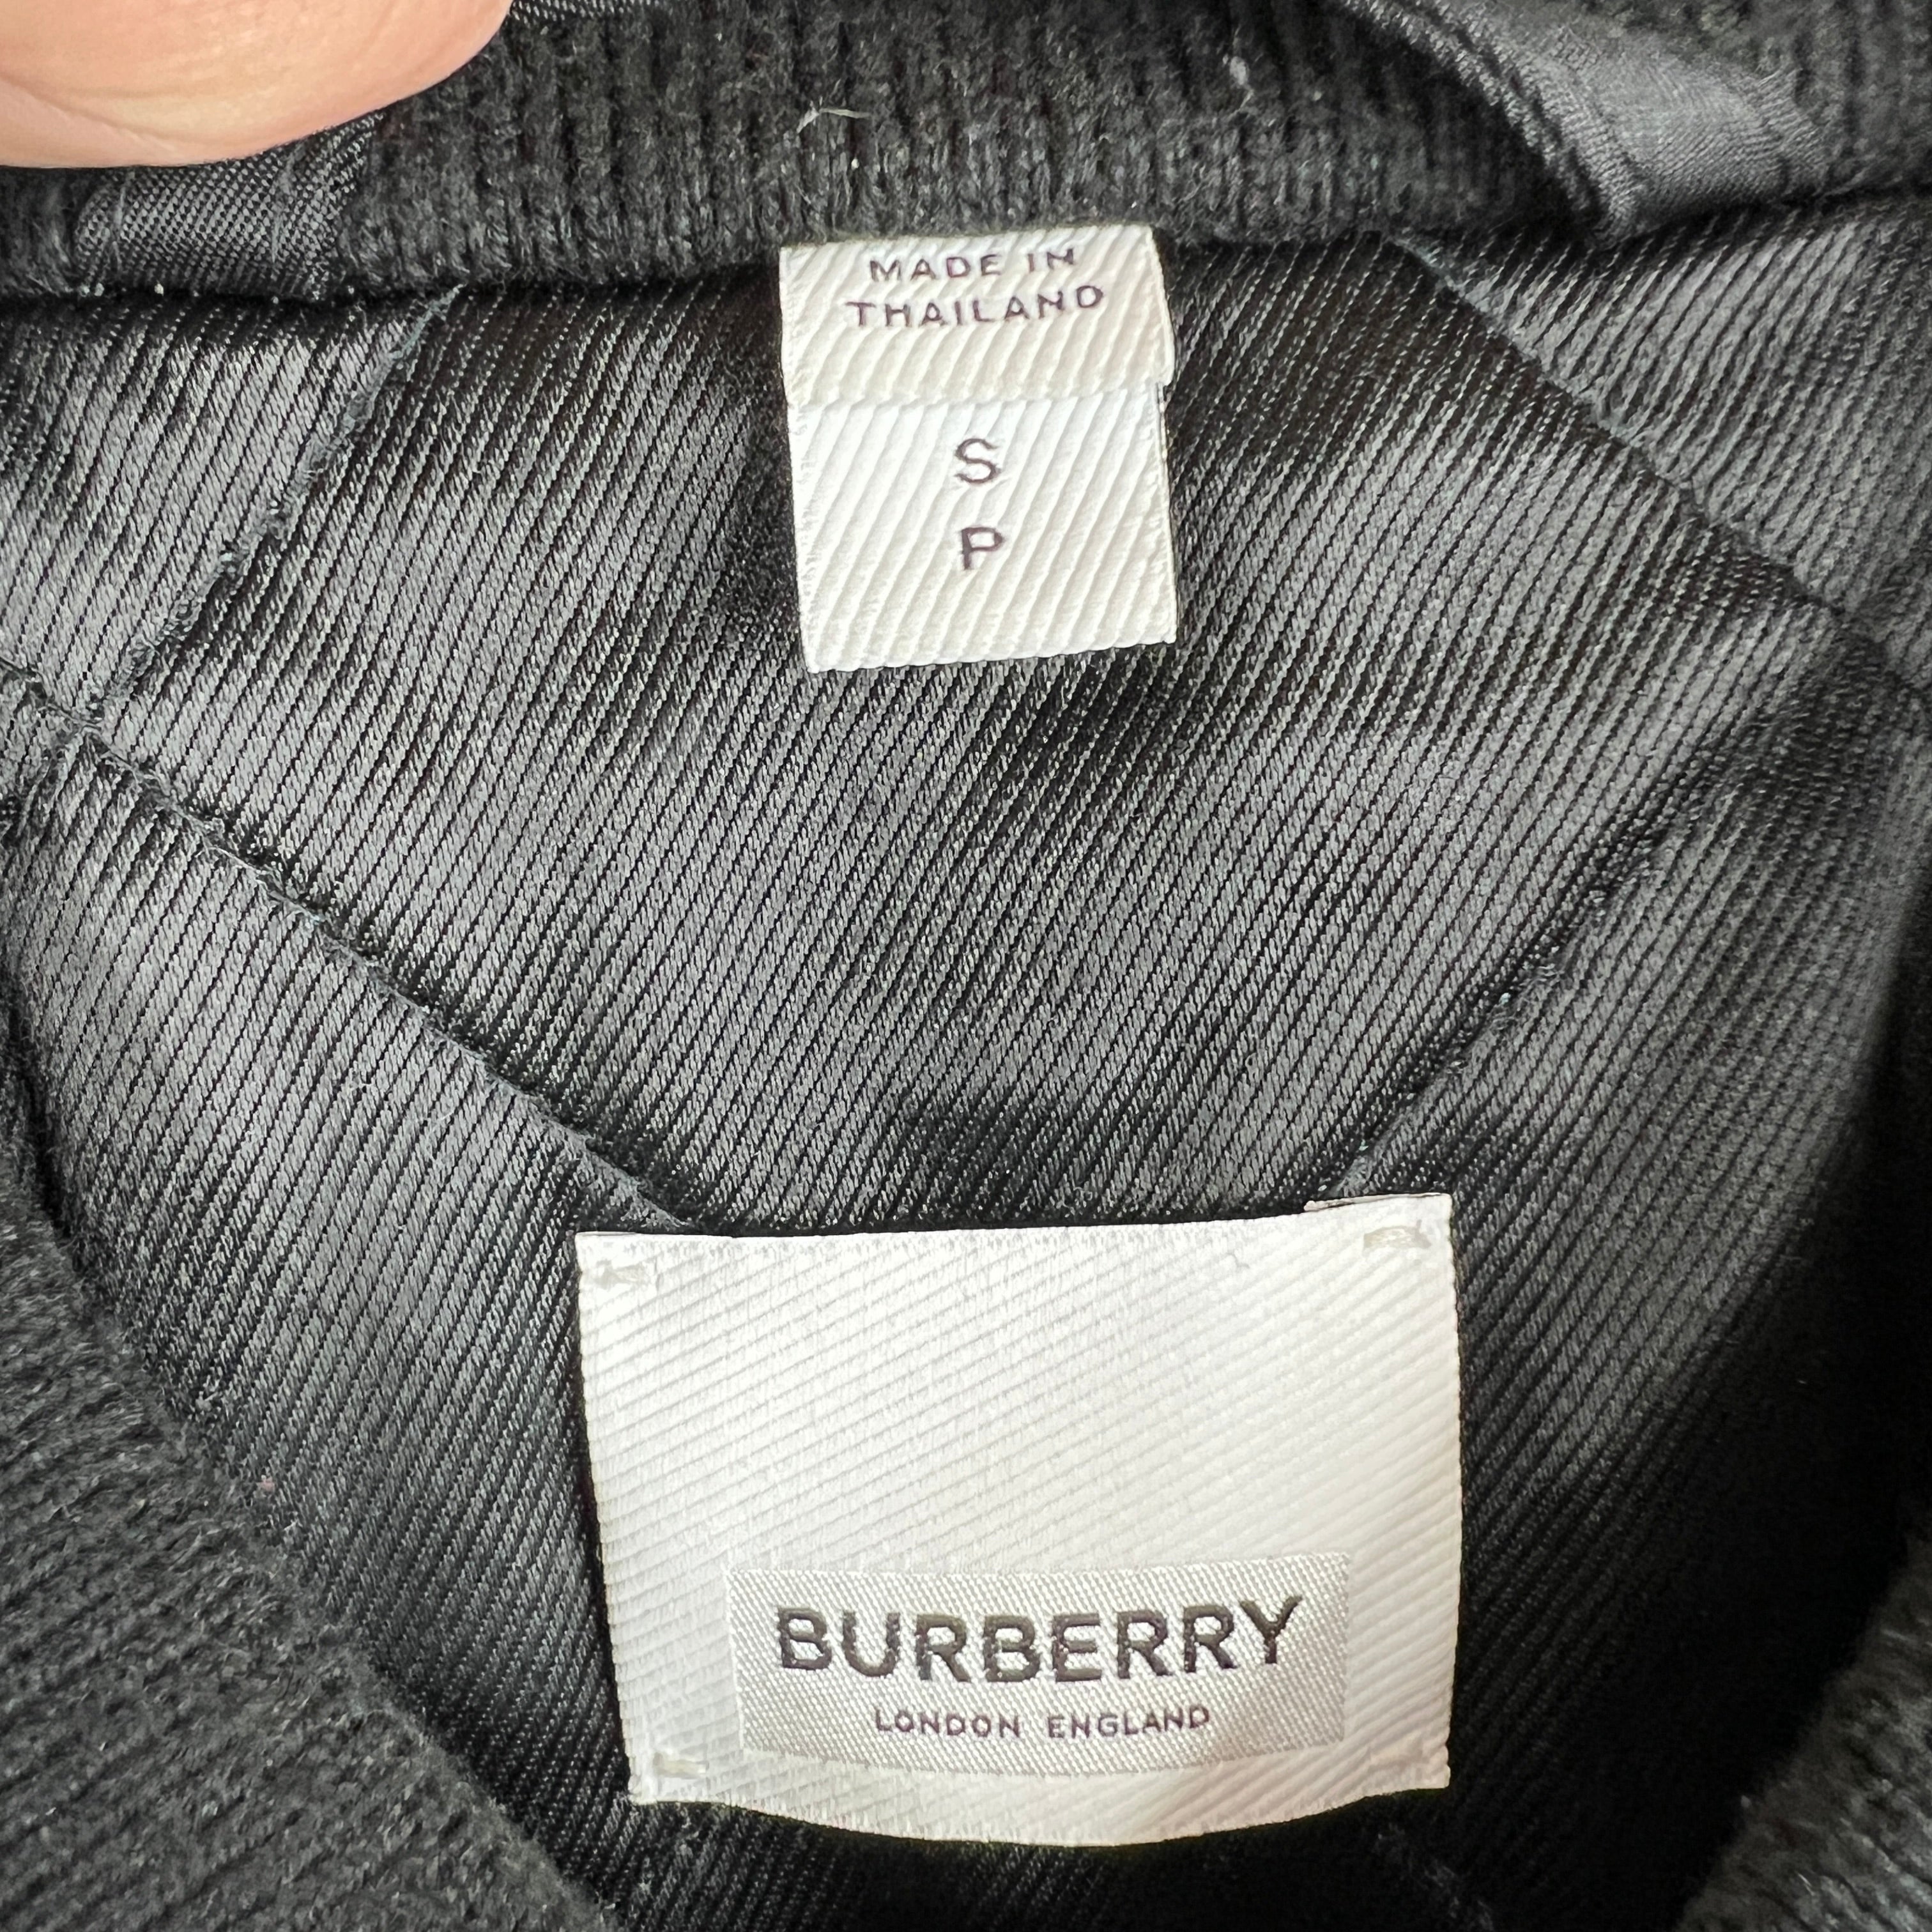 MADE IN
THAILAND
S
P
BURBERRY
LONDON ENGLAND